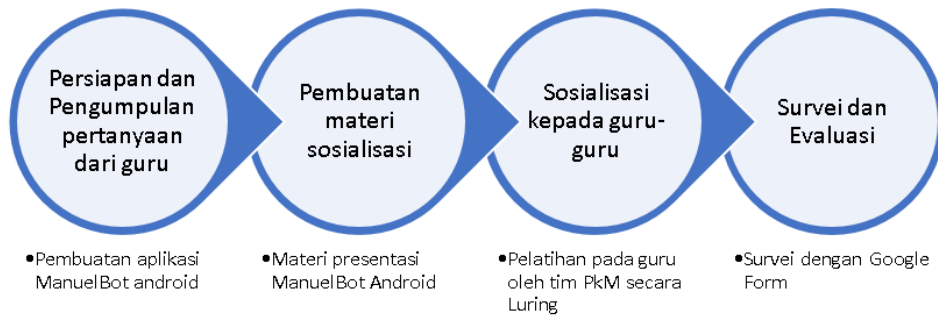 Persiapan dan
Pengumpulan
pertanyaan
dari guru
Pembuatan
materi
sosialisasi
Sosialisasi
kepada guru-
guru
Survei dan
Evaluasi
•Pembuatan aplikasi
ManuelBot android
•Materi presentasi
ManuelBot Android
•Pelatihan pada guru
oleh tim PkM secara
Luring
•Survei dengan Google
Form